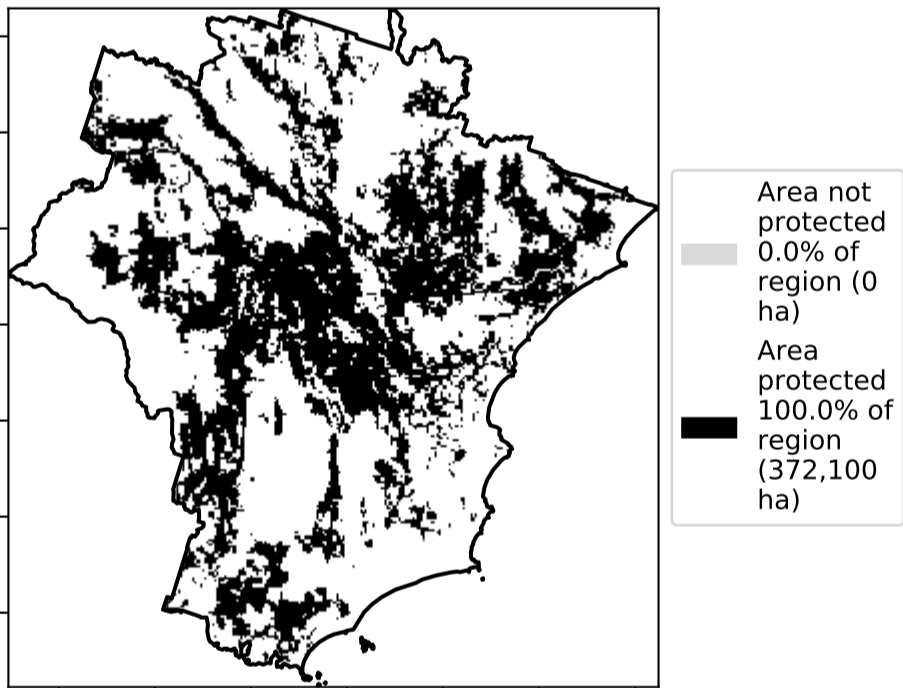 Area not
protected
0.0% of
region (0
ha)
Area
protected
100.0% of
region
(372,100
ha)